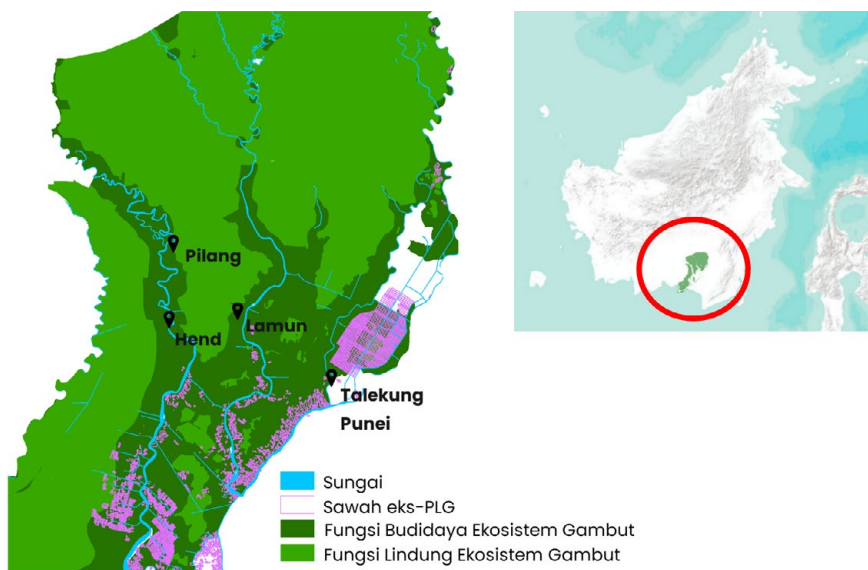 Pilang
Hend
Lamun
Talekung
Punei
Sungai
Sawah eks-PLG
Fungsi Budidaya Ekosistem Gambut
Fungsi Lindung Ekosistem Gambut